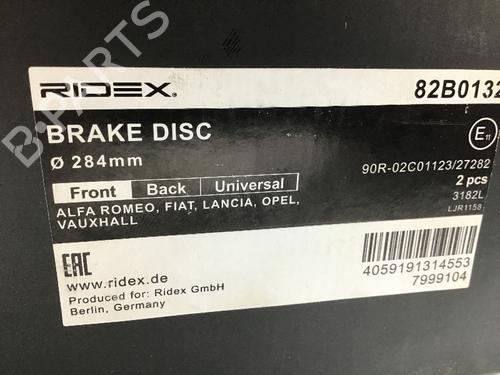 RIDEX. 82B0132
BRAKE DISC
Ø 284mm
90R-02C01123/27282
Front Back Universal
2 pcs
3182L
LJR1158
ALFA ROMEO, FIAT, LANCIA, OPEL,
VAUXHALL
E11
EAC
www.ridex.de
Produced for: Ridex GmbH
Berlin, Germany
4059191314553
7999104
B-PARTS